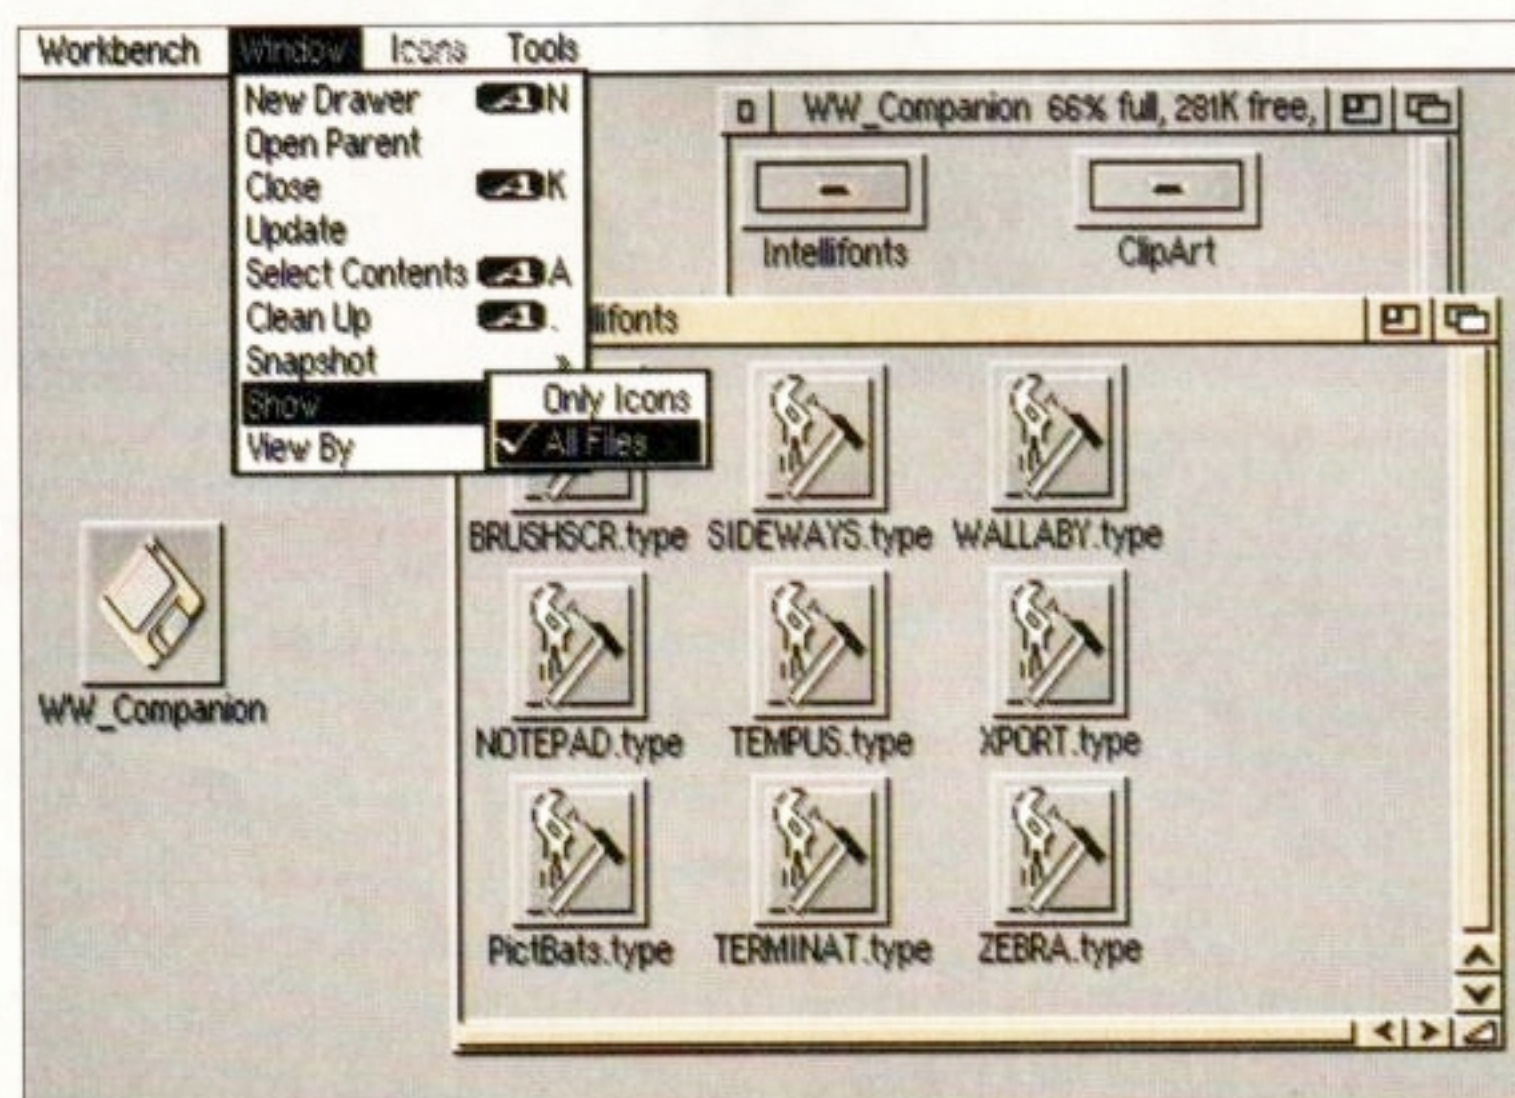 Workbench Window Icons Tools
New Drawer N
Open Parent
Close K
Update
Select Contents A
Clean Up .
Snapshot »
Show
View By
Only Icons
✓ All Files
WW_Companion 66% full, 281K free,
Intellifonts ClipArt
llifonts
BRUSHSCR.type SIDEWAYS.type WALLABY.type
NOTEPAD.type TEMPUS.type XPORT.type
PictBats.type TERMINAT.type ZEBRA.type
WW_Companion